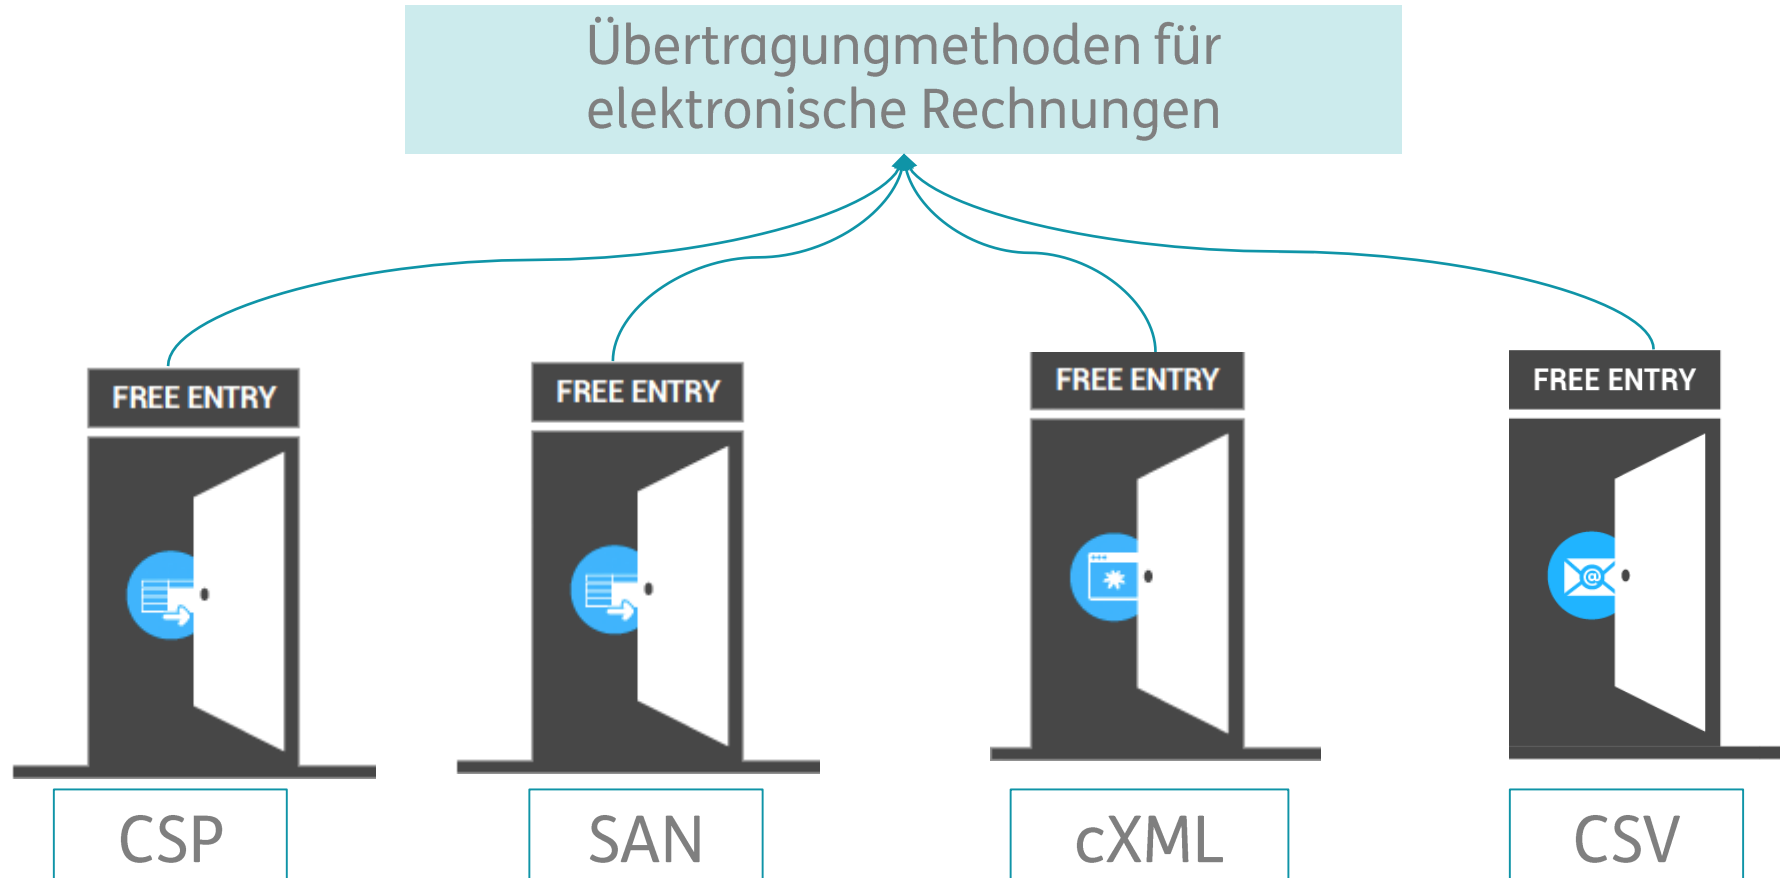 Übertragungmethoden für
elektronische Rechnungen
FREE ENTRY
FREE ENTRY
FREE ENTRY
FREE ENTRY
@
CSP
SAN
cXML
CSV